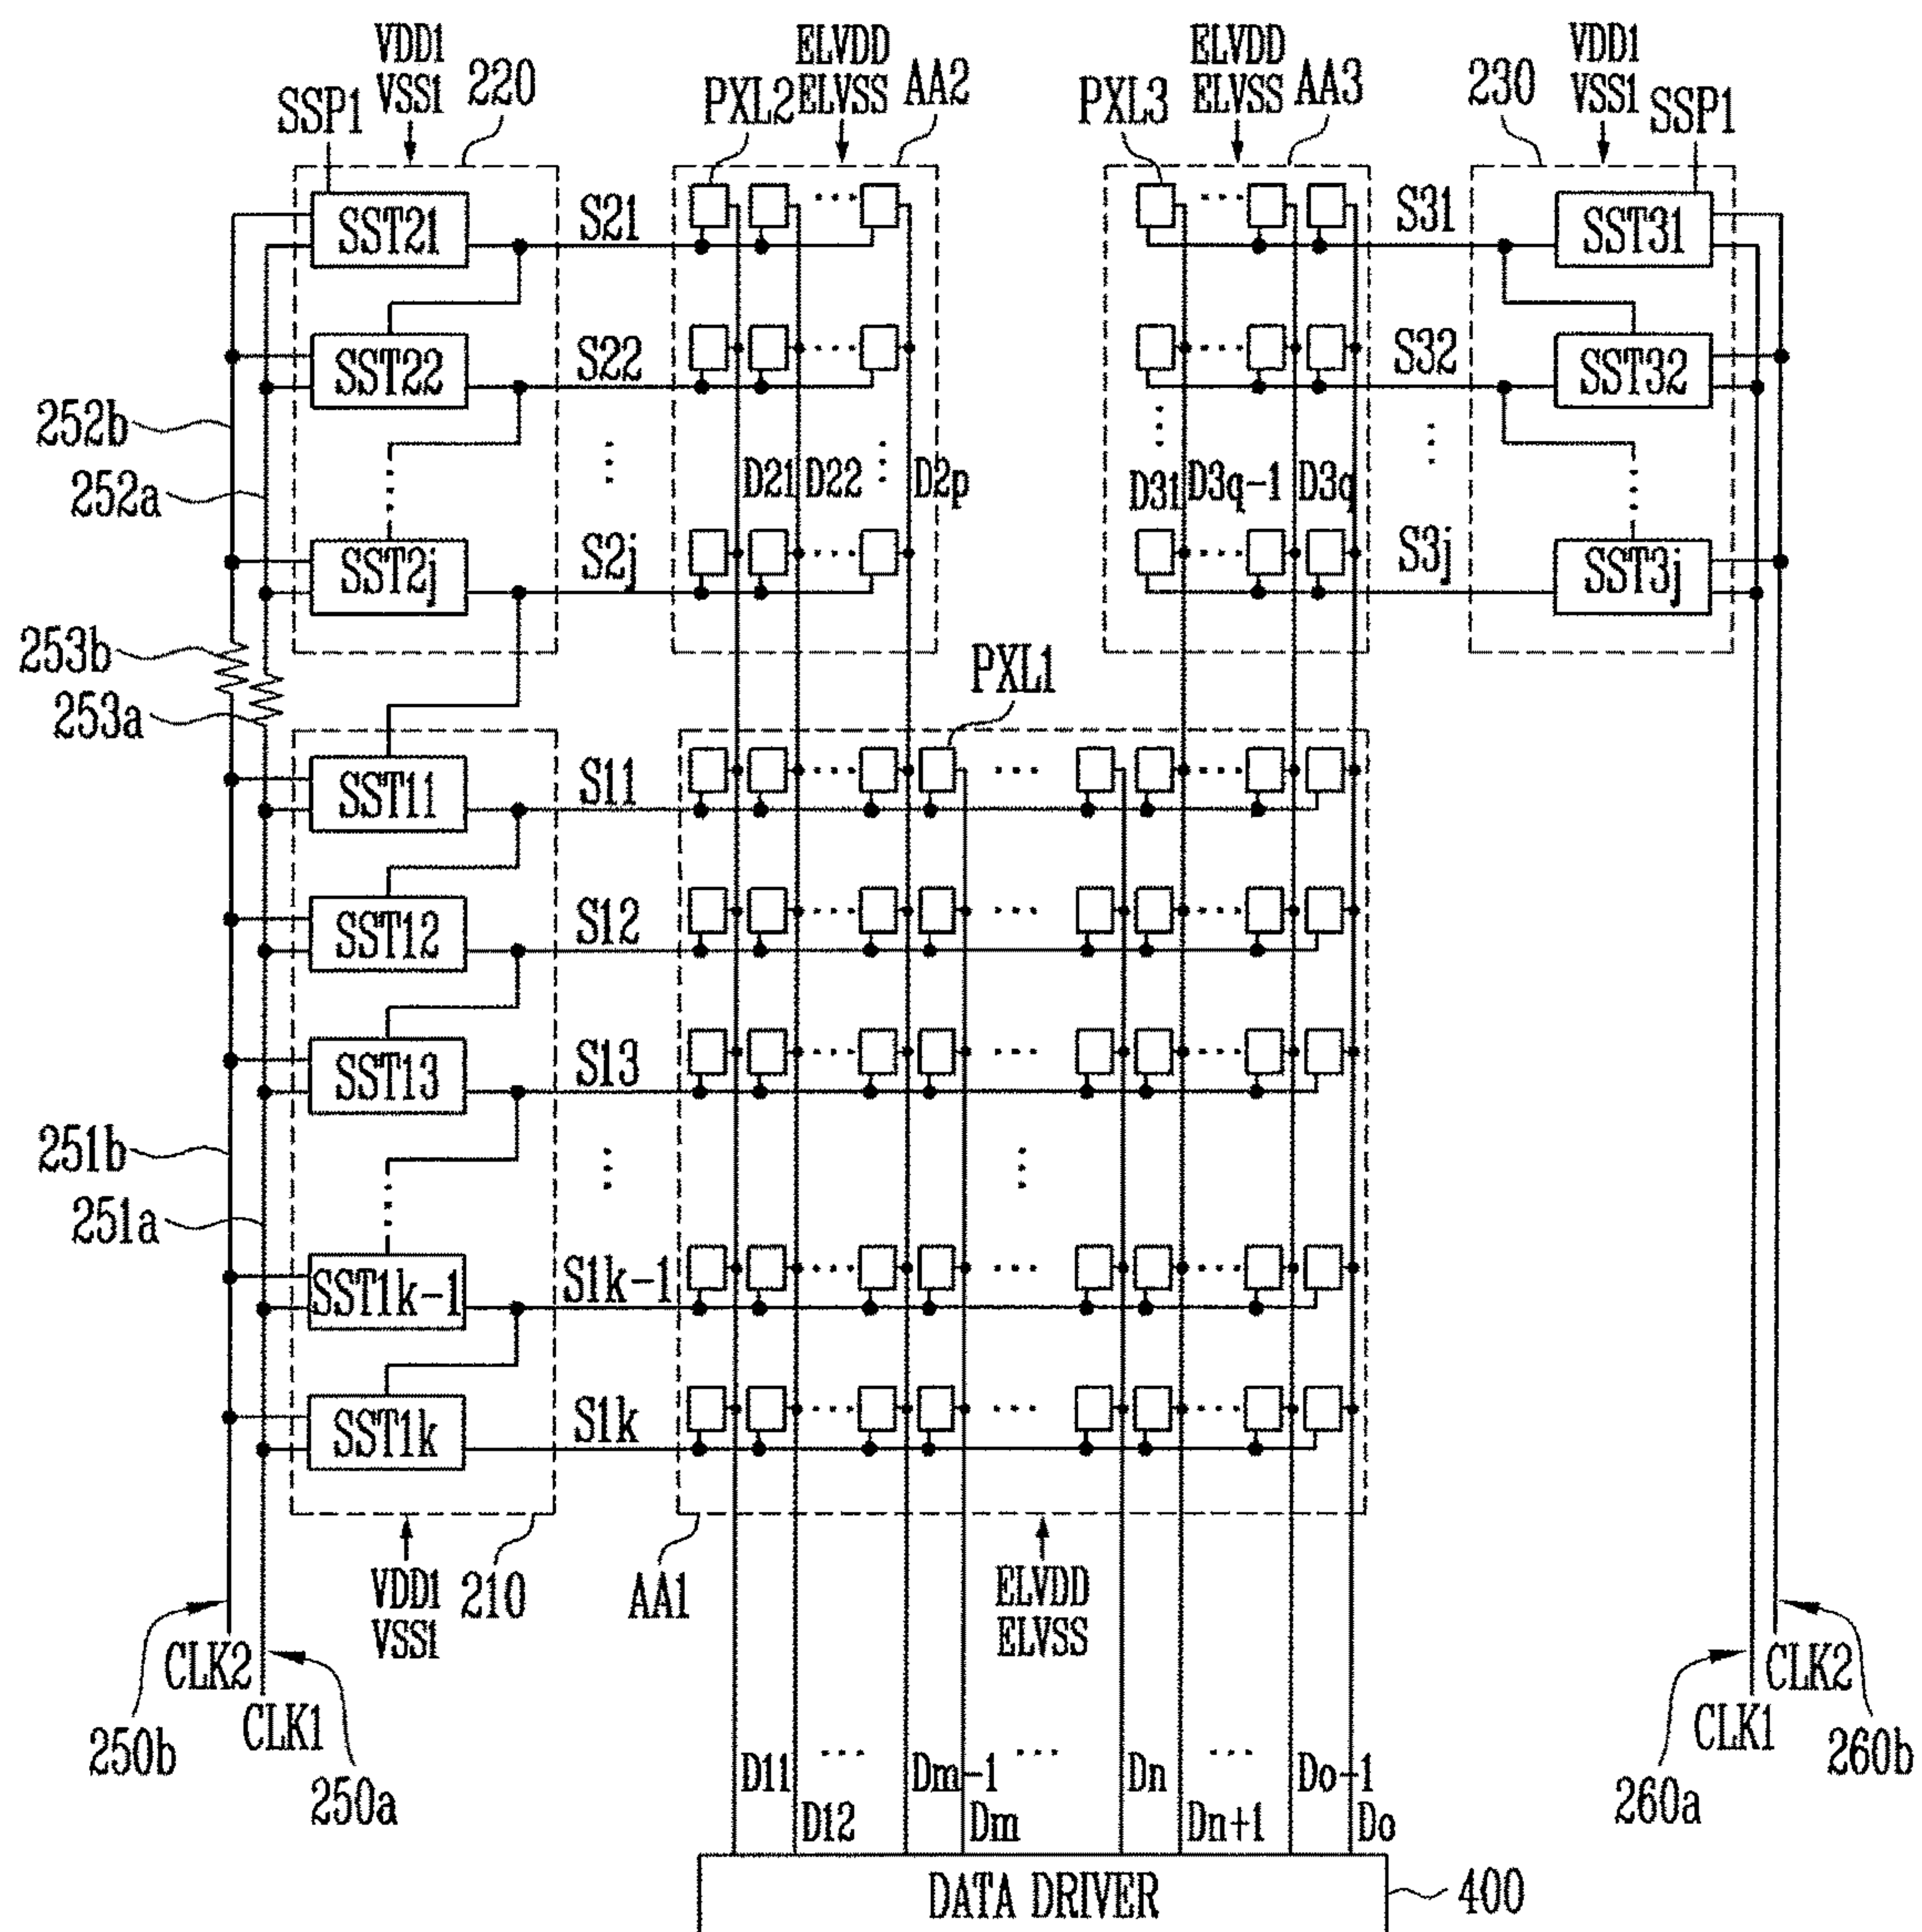 VDD1
VSS1
220
SSP1
PXL2
ELVDD
ELVSS
AA2
PXL3
ELVDD
ELVSS
AA3
230
VDD1
VSS1
SSP1
SST21
S21
S31
SST31
SST22
S22
S32
SST32
252b
252a
D21
D22
D2p
D31
D3q-1
D3q
SST2j
S2j
S3j
SST3j
253b
253a
PXL1
SST11
S11
SST12
S12
SST13
S13
251b
251a
SST1k-1
S1k-1
SST1k
S1k
VDD1
VSS1
210
AA1
ELVDD
ELVSS
CLK2
CLK1
250b
250a
CLK2
CLK1
260a
260b
D11
D12
Dm-1
Dm
Dn
Dn+1
Do-1
Do
DATA DRIVER
400